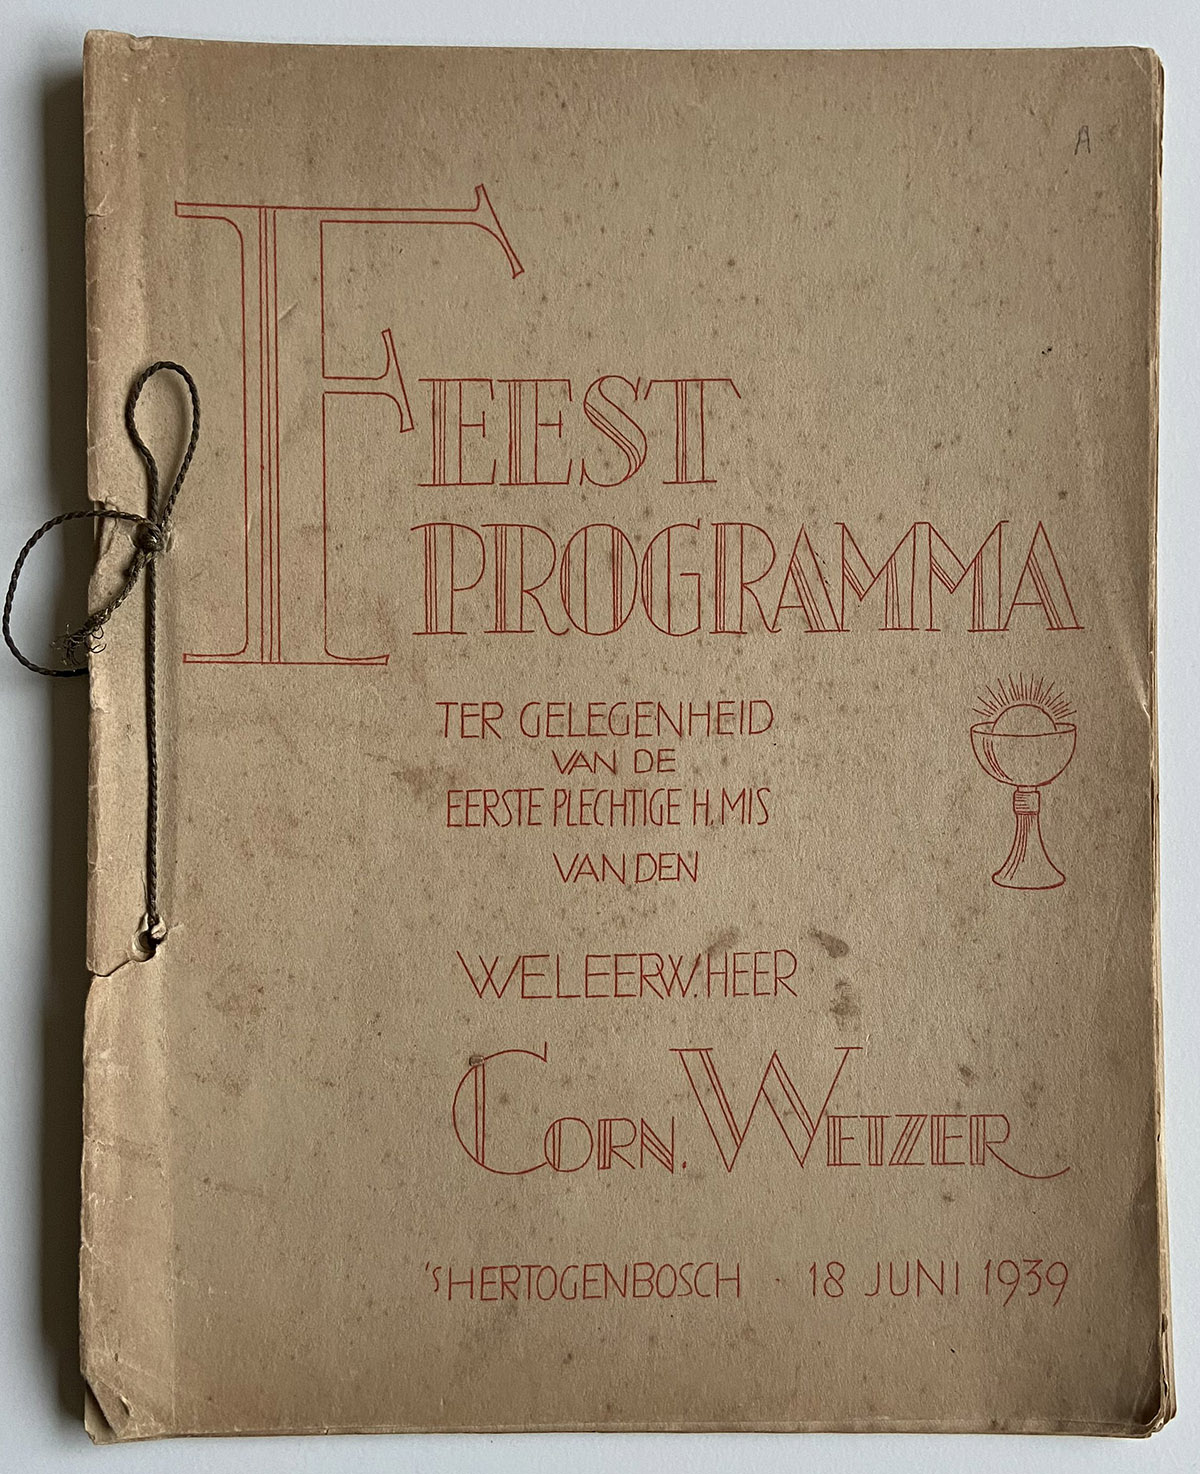 A
FEEST
PROGRAMMA
TER GELEGENHEID
VAN DE
EERSTE PLECHTIGE H. MIS
VAN DEN
WELEERW. HEER
CORN. WETZER
'S HERTOGENBOSCH 18 JUNI 1939